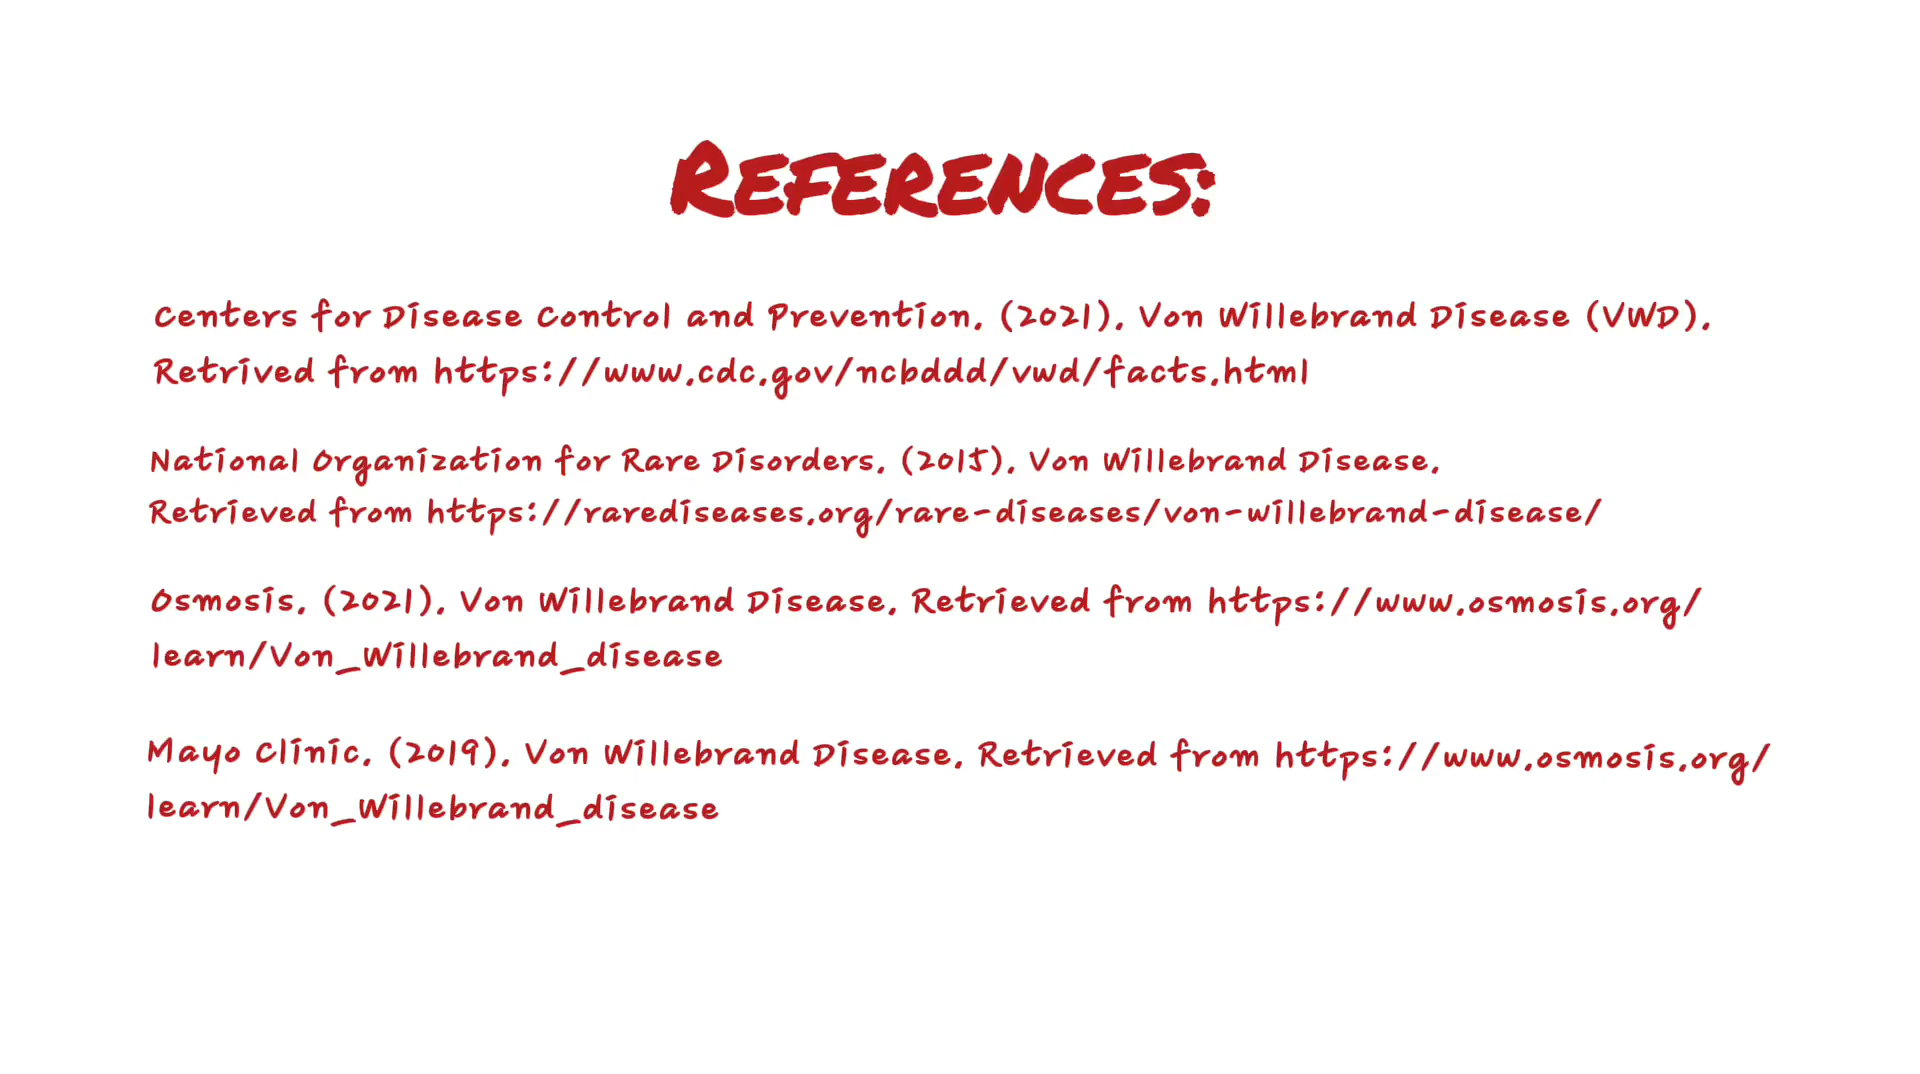 References:
Centers for Disease Control and Prevention. (2021). Von Willebrand Disease (VWD).
Retrived from https://www.cdc.gov/ncbddd/vwd/facts.html
National Organization for Rare Disorders. (2015). Von Willebrand Disease.
Retrieved from https://rarediseases.org/rare-diseases/von-willebrand-disease/
Osmosis. (2021). Von Willebrand Disease. Retrieved from https://www.osmosis.org/
learn/Von_Willebrand_disease
Mayo Clinic. (2019). Von Willebrand Disease. Retrieved from https://www.osmosis.org/
learn/Von_Willebrand_disease